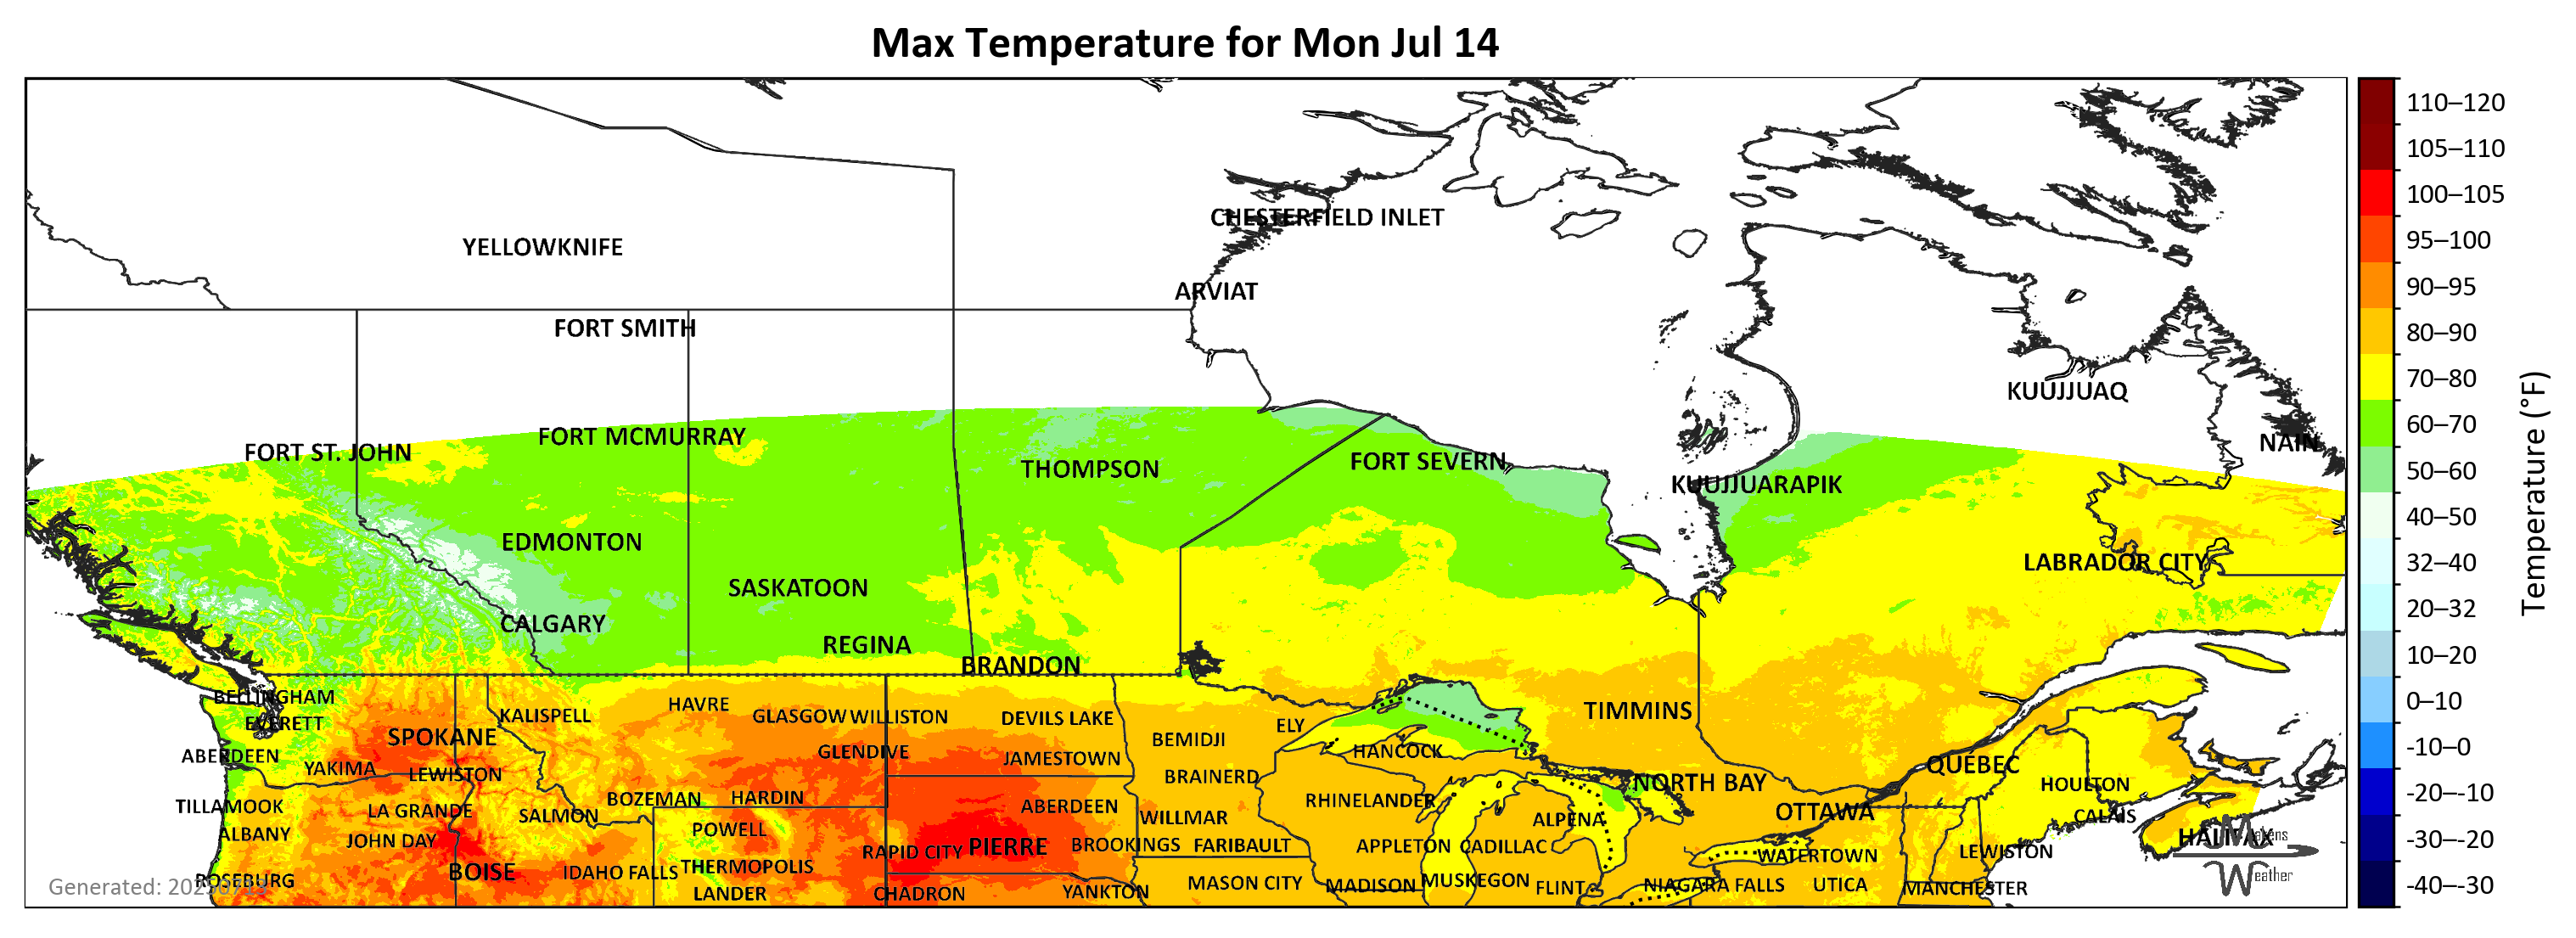 Max Temperature for Mon Jul 14
110–120
105–110
CHESTERFIELD INLET
100–105
YELLOWKNIFE
95–100
ARVIAT
90–95
FORT SMITH
80–90
KUUJJUAQ
70–80
FORT MCMURRAY
60–70
FORT ST. JOHN
NAIN
THOMPSON
FORT SEVERN
50–60
KUUJJUARAPIK
40–50
EDMONTON
LABRADOR CITY
32–40
SASKATOON
20–32
CALGARY
REGINA
10–20
BRANDON
BELLINGHAM
HAVRE
0–10
KALISPELL
GLASGOW
WILLISTON
DEVILS LAKE
TIMMINS
EVERETT
ELY
SPOKANE
BEMIDJI
-10–0
ABERDEEN
GLENDIVE
JAMESTOWN
HANCOCK
QUÉBEC
YAKIMA
LEWISTON
BRAINERD
NORTH BAY
HOULTON
-20–-10
BOZEMAN
HARDIN
RHINELANDER
TILLAMOOK
LA GRANDE
SALMON
ABERDEEN
WILLMAR
ALPENA
OTTAWA
CALAIS
ALBANY
JOHN DAY
POWELL
-30–-20
HALIFAX
Makens
Weather
RAPID CITY
PIERRE
BROOKINGS
FARIBAULT
APPLETON
CADILLAC
WATERTOWN
LEWISTON
BOISE
IDAHO FALLS
THERMOPOLIS
ROSEBURG
MASON CITY
MADISON
MUSKEGON
FLINT
NIAGARA FALLS
UTICA
MANCHESTER
-40–-30
Generated:
LANDER
CHADRON
YANKTON
Temperature (°F)